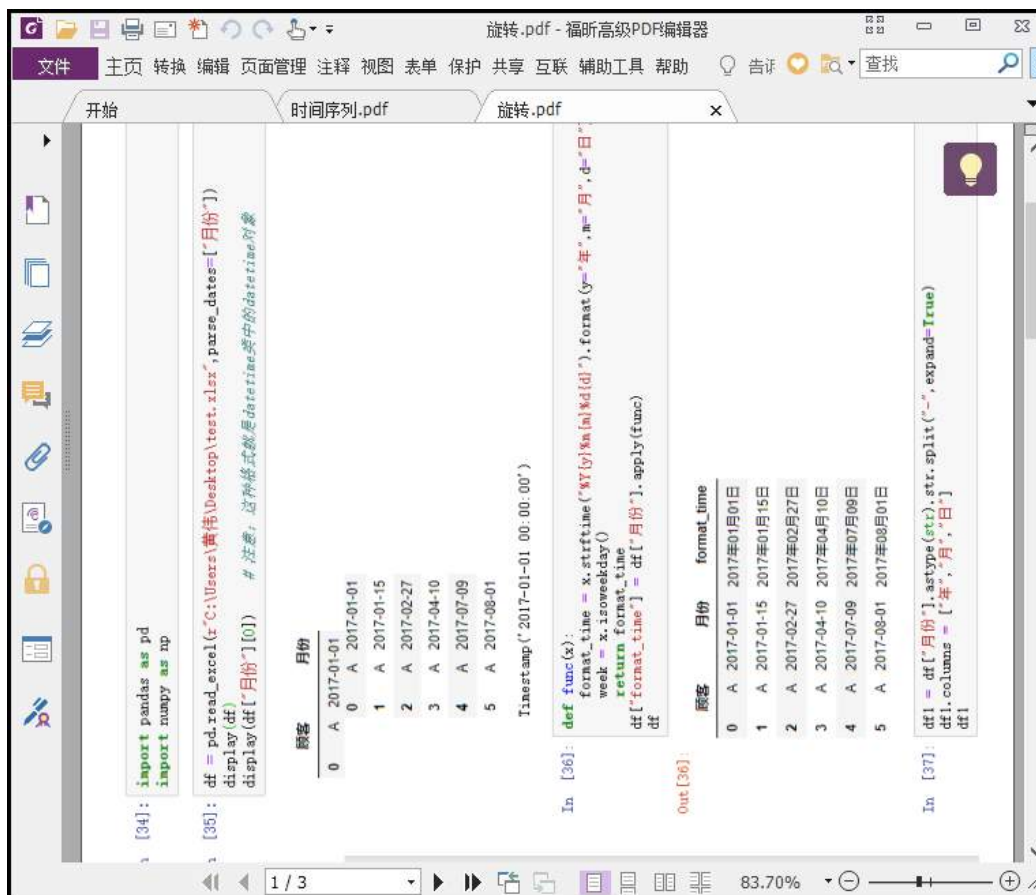 旋转.pdf - 福昕高级PDF编辑器
文件 主页 转换 编辑 页面管理 注释 视图 表单 保护 共享 互联 辅助工具 帮助 告诉 查找
开始 时间序列.pdf 旋转.pdf
[34]: import pandas as pd
import numpy as np
[35]: df = pd.read_excel(r"C:\Users\黄伟\Desktop\test.xlsx",parse_dates=["月份"])
display(df)
display(df["月份"][0]) # 注意：这种格式就是datetime类中的datetime对象
顾客 月份
0 A 2017-01-01
0 A 2017-01-01
1 A 2017-01-15
2 A 2017-02-27
3 A 2017-04-10
4 A 2017-07-09
5 A 2017-08-01
Timestamp('2017-01-01 00:00:00')
In [36]: def func(x):
format_time = x.strftime("%Y{y}%m{m}%d{d}").format(y="年",m="月",d="日"
week = x.isoweekday()
return format_time
df["format_time"] = df["月份"].apply(func)
df
Out[36]:
顾客 月份 format_time
0 A 2017-01-01 2017年01月01日
1 A 2017-01-15 2017年01月15日
2 A 2017-02-27 2017年02月27日
3 A 2017-04-10 2017年04月10日
4 A 2017-07-09 2017年07月09日
5 A 2017-08-01 2017年08月01日
In [37]: df1 = df["月份"].astype(str).str.split("-",expand=True)
df1.columns = ["年","月","日"]
df1
1 / 3
83.70%